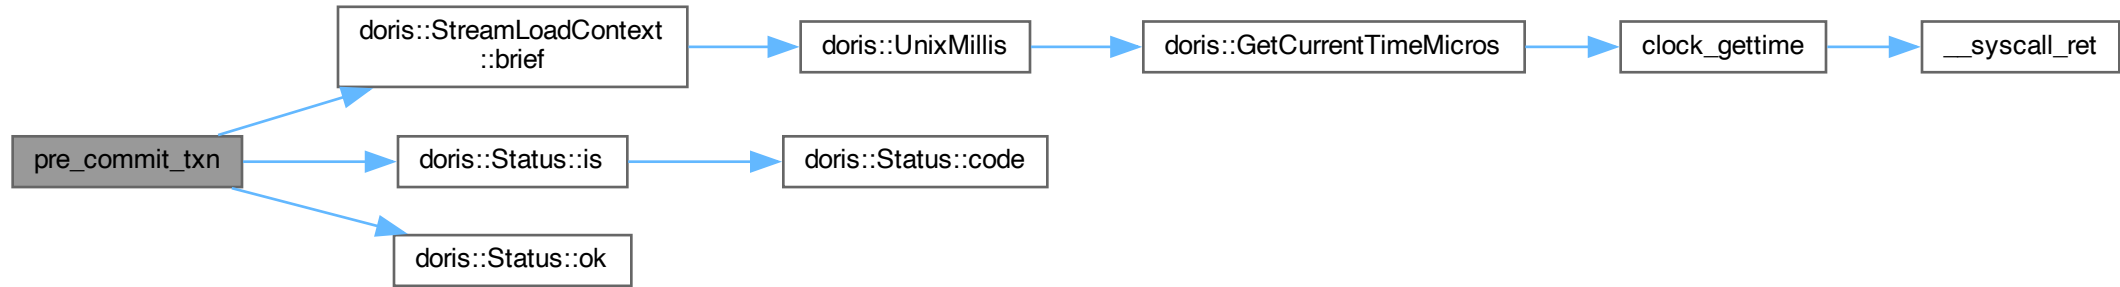 pre_commit_txn
doris::StreamLoadContext
::brief
doris::UnixMillis
doris::GetCurrentTimeMicros
clock_gettime
__syscall_ret
doris::Status::is
doris::Status::code
doris::Status::ok